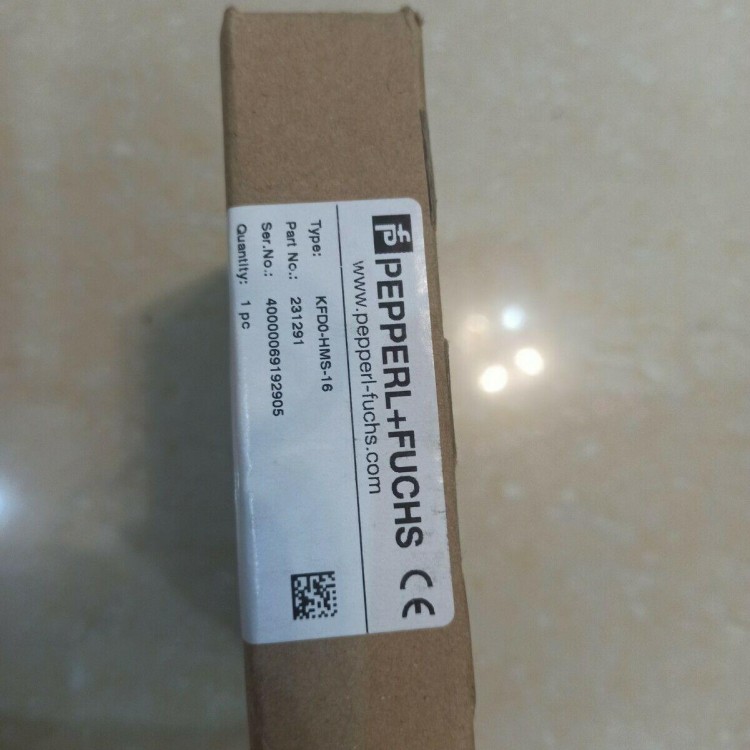 PEPPERL+FUCHS CE
www.pepperl-fuchs.com
Type: KFD0-HMS-16
Part No.: 231291
Ser.No.: 40000069192905
Quantity: 1 pc